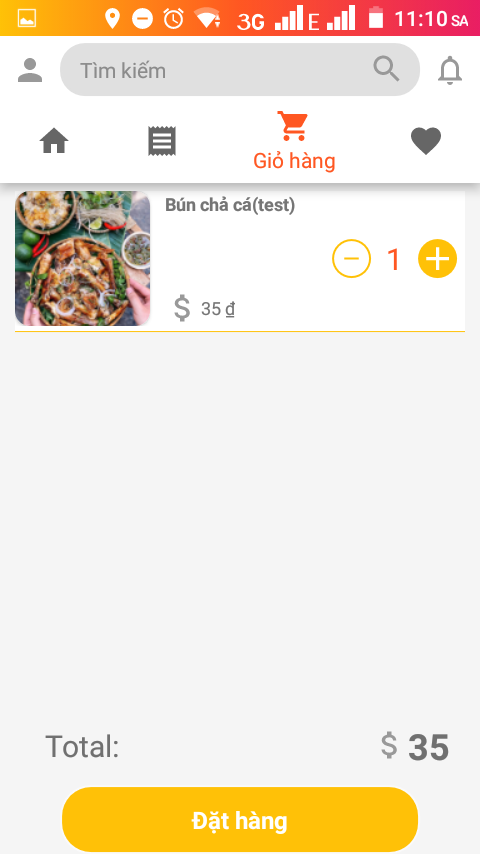 3G E 11:10 SA
Tìm kiếm
Giỏ hàng
Bún chả cá(test)
1
$ 35 ₫
Total: $ 35
Đặt hàng